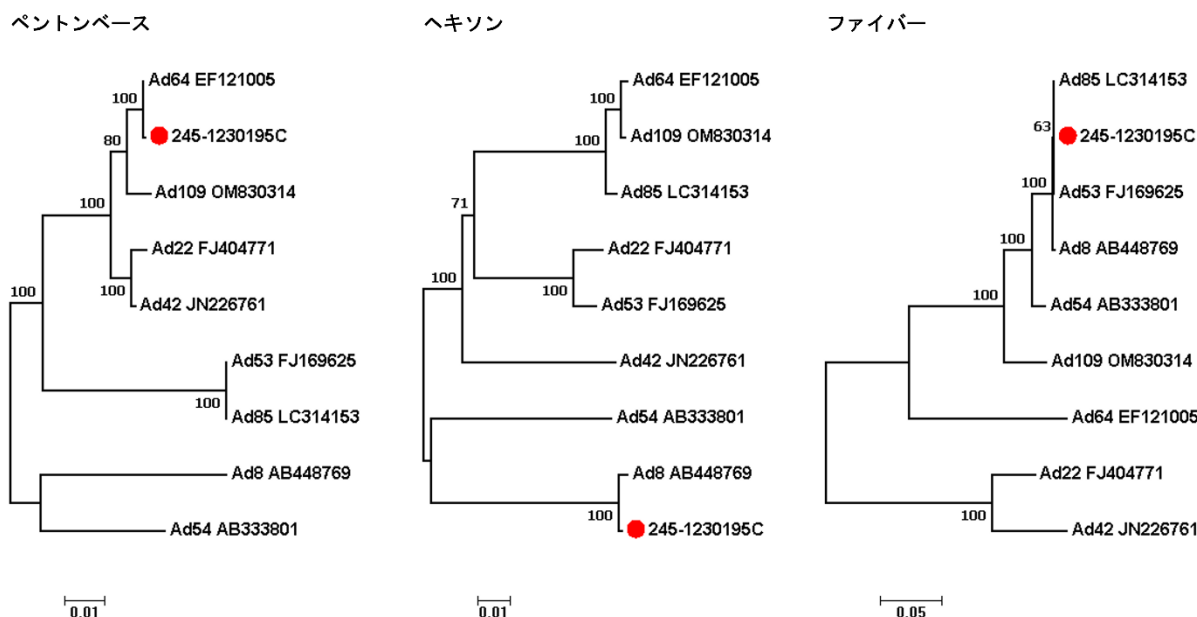 ペントンベース
Ad64 EF121005
100
245-1230195C
80
Ad109 OM830314
100
Ad22 FJ404771
100
Ad42 JN226761
100
Ad53 FJ169625
100
Ad85 LC314153
Ad8 AB448769
Ad54 AB333801
0.01
ヘキソン
Ad64 EF121005
100
Ad109 OM830314
100
Ad85 LC314153
71
Ad22 FJ404771
100
100
Ad53 FJ169625
Ad42 JN226761
Ad54 AB333801
Ad8 AB448769
100
245-1230195C
0.01
ファイバー
Ad85 LC314153
63
245-1230195C
100
Ad53 FJ169625
100
Ad8 AB448769
100
Ad54 AB333801
Ad109 OM830314
Ad64 EF121005
Ad22 FJ404771
100
Ad42 JN226761
0.05